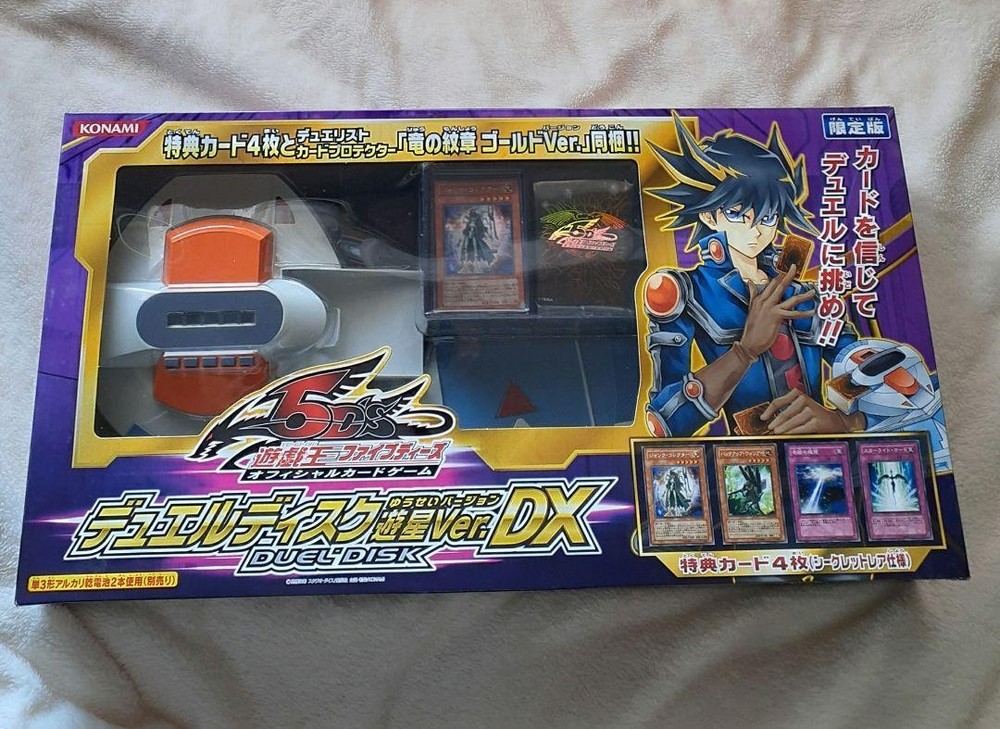 KONAMI
特典カード4枚とデュエリストカードプロテクター「竜の紋章 ゴールドVer.」同梱!!
限定版
カードを信じて
デュエルに挑め!!
5D's
遊戯王ファイブディーズ
オフィシャルカードゲーム
デュエルディスク遊星Ver.DX
DUEL DISK
特典カード4枚(シークレットレア仕様)
単3形アルカリ乾電池2本使用(別売り)